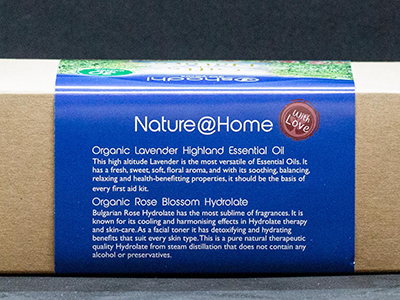 Oshadhi
Nature@Home
With
Love
Organic Lavender Highland Essential Oil
This high altitude Lavender is the most versatile of Essential Oils. It
has a fresh, sweet, soft, floral aroma, and with its soothing, balancing,
relaxing and health-benefitting properties, it should be the basis of
every first aid kit.
Organic Rose Blossom Hydrolate
Bulgarian Rose Hydrolate has the most sublime of fragrances. It is
known for its cooling and harmonising effects in Hydrolate therapy
and skin-care. As a facial toner it has detoxifying and hydrating
benefits that suit every skin type. This is a pure natural therapeutic
quality Hydrolate from steam distillation that does not contain any
alcohol or preservatives.